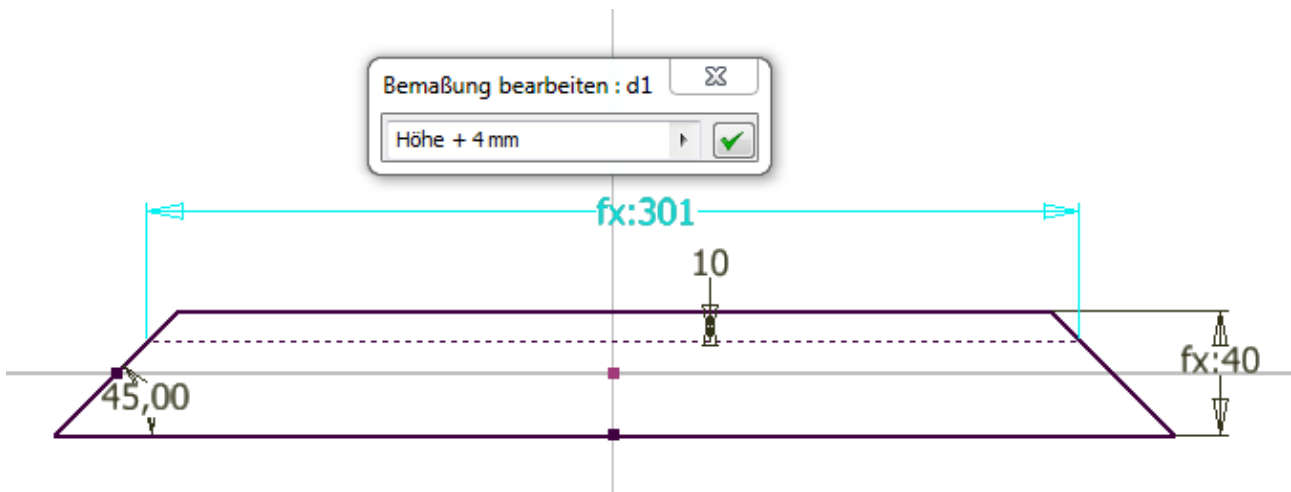 Bemaßung bearbeiten : d1
Höhe + 4 mm
fx:301
10
fx:40
45,00